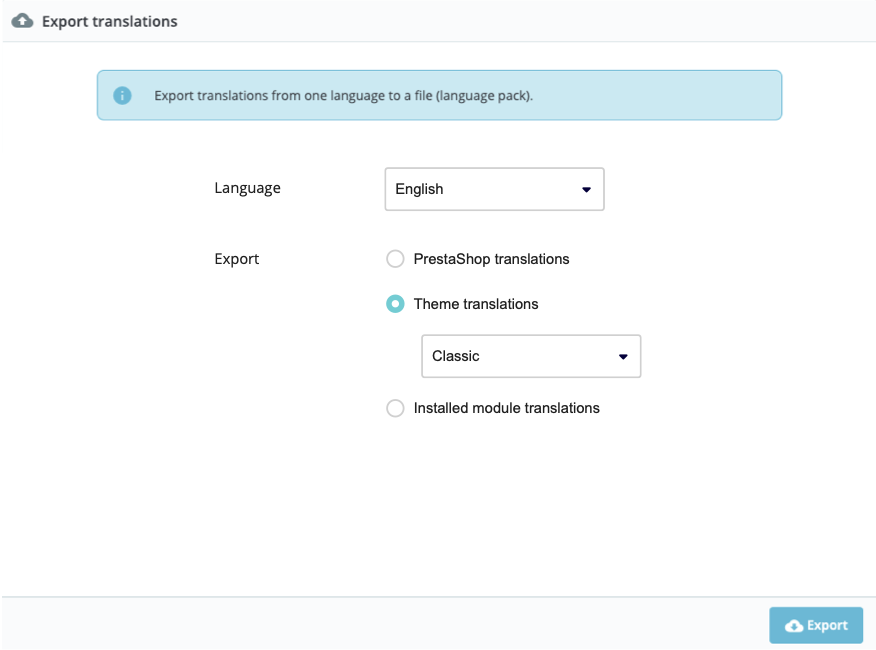 Export translations
Export translations from one language to a file (language pack).
Language
English
Export
PrestaShop translations
Theme translations
Classic
Installed module translations
Export